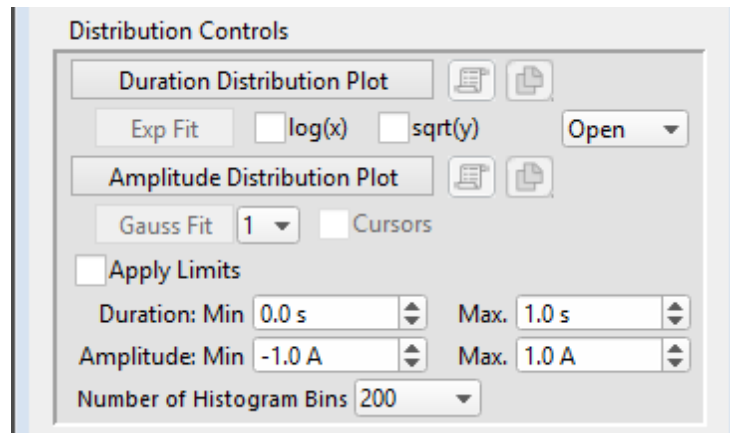 Distribution Controls
Duration Distribution Plot
Exp Fit log(x) sqrt(y) Open
Amplitude Distribution Plot
Gauss Fit 1 Cursors
Apply Limits
Duration: Min 0.0 s Max. 1.0 s
Amplitude: Min -1.0 A Max. 1.0 A
Number of Histogram Bins 200